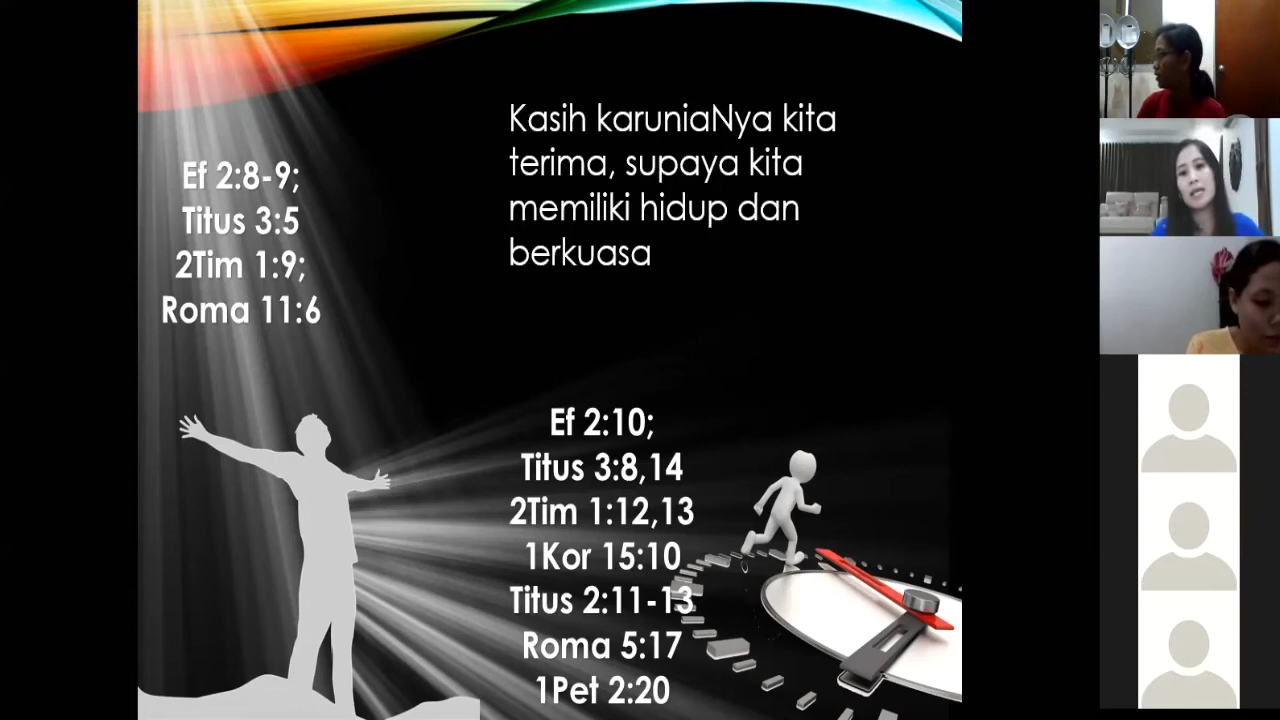 Kasih karuniaNya kita
terima, supaya kita
memiliki hidup dan
berkuasa
Ef 2:8-9;
Titus 3:5
2Tim 1:9;
Roma 11:6
Ef 2:10;
Titus 3:8,14
2Tim 1:12,13
1Kor 15:10
Titus 2:11-13
Roma 5:17
1Pet 2:20